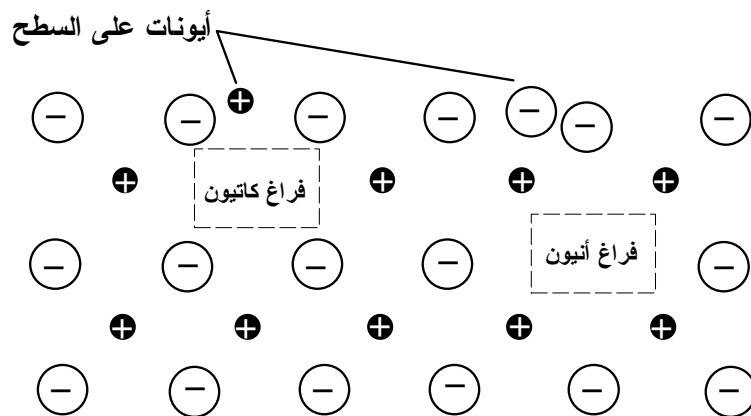 أيونات على السطح
فراغ كاتيون
فراغ أنيون